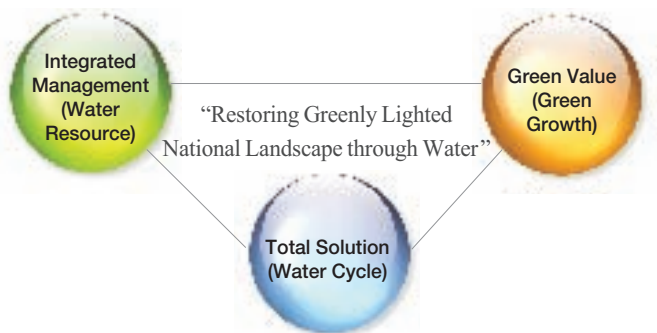 Integrated
Management
(Water
Resource)
Green Value
(Green
Growth)
“Restoring Greenly Lighted
National Landscape through Water”
Total Solution
(Water Cycle)